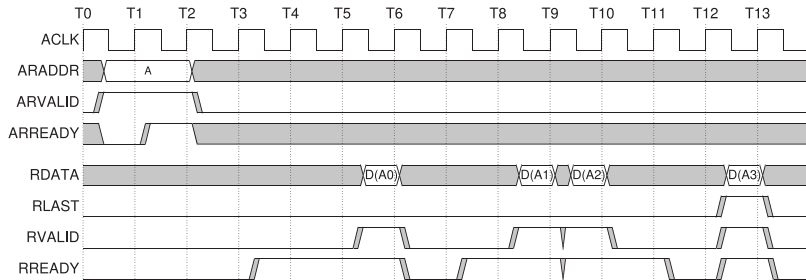 T0 T1 T2 T3 T4 T5 T6 T7 T8 T9 T10 T11 T12 T13
ACLK
ARADDR A
ARVALID
ARREADY
RDATA D(A0) D(A1) D(A2) D(A3)
RLAST
RVALID
RREADY